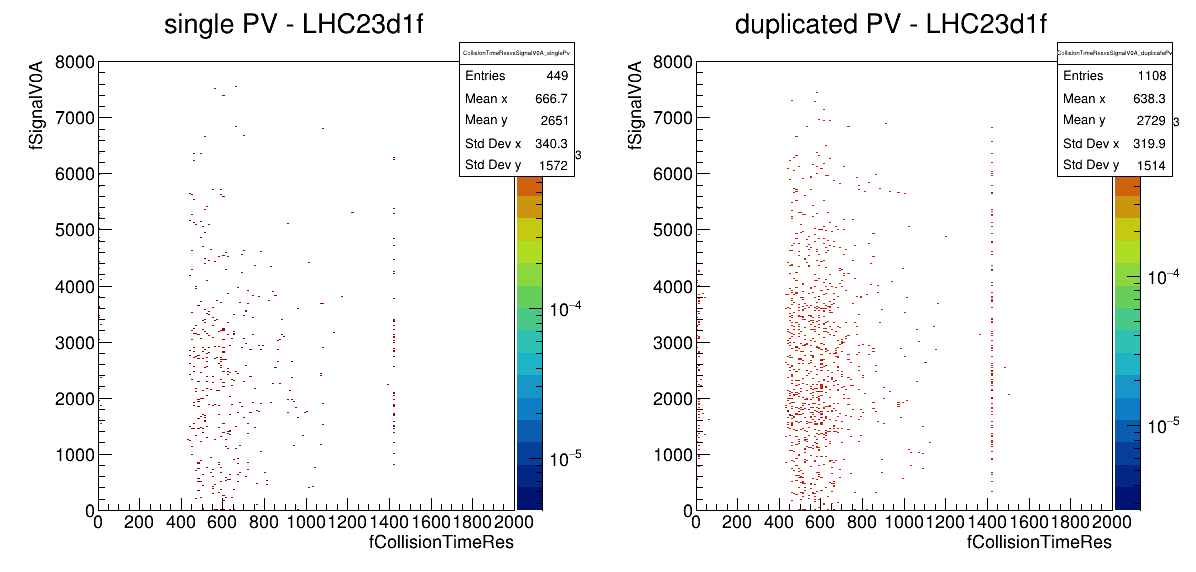 single PV - LHC23d1f
CollisionTimeResvsSignalV0A_singlePv
Entries 449
Mean x 666.7
Mean y 2651
Std Dev x 340.3
Std Dev y 1572
fSignalV0A
8000
7000
6000
5000
4000
3000
2000
1000
0
0 200 400 600 800 1000 1200 1400 1600 1800 2000
fCollisionTimeRes
3
10⁻⁴
10⁻⁵
duplicated PV - LHC23d1f
CollisionTimeResvsSignalV0A_duplicatePv
Entries 1108
Mean x 638.3
Mean y 2729
Std Dev x 319.9
Std Dev y 1514
fSignalV0A
8000
7000
6000
5000
4000
3000
2000
1000
0
0 200 400 600 800 1000 1200 1400 1600 1800 2000
fCollisionTimeRes
3
10⁻⁴
10⁻⁵